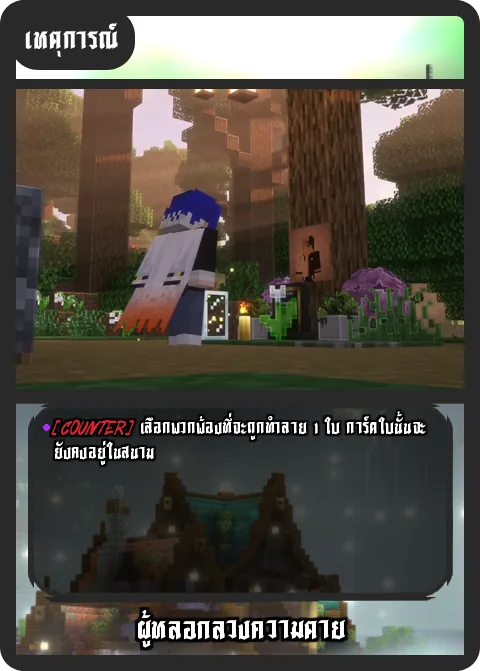 เหตุการณ์
[COUNTER] เลือกพวกพ้องที่จะถูกทำลาย 1 ใบ การ์ดใบนั้นจะ
ยังคงอยู่ในสนาม
ผู้หลอกลวงความตาย